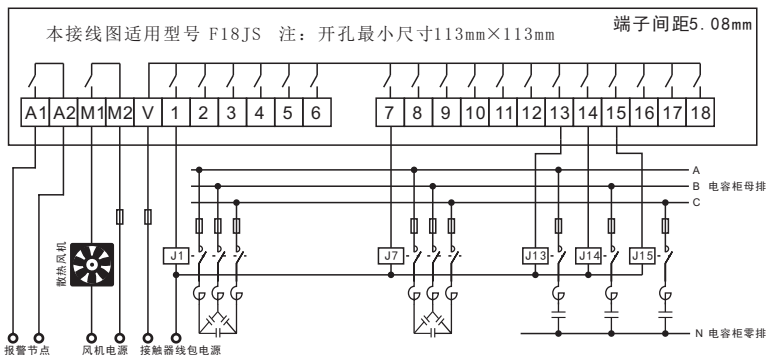 本接线图适用型号 F18JS 注：开孔最小尺寸113mm×113mm
端子间距5.08mm
A1 A2 M1 M2 V 1 2 3 4 5 6
7 8 9 10 11 12 13 14 15 16 17 18
A
B 电容柜母排
C
散热风机
J1
J7
J13
J14
J15
N 电容柜零排
报警节点
风机电源
接触器线包电源